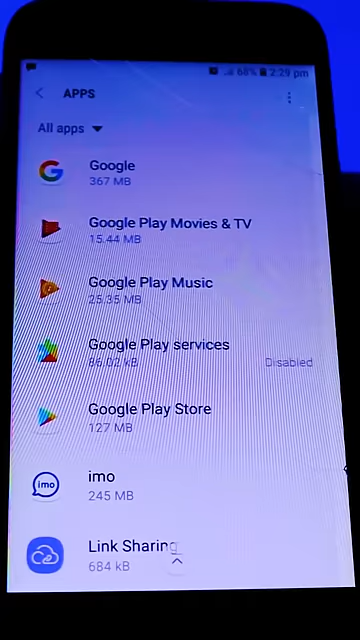 68% 2:29 pm
APPS
All apps
Google
367 MB
Google Play Movies & TV
15.44 MB
Google Play Music
25.35 MB
Google Play services
86.02 kB
Disabled
Google Play Store
127 MB
imo
imo
245 MB
Link Sharing
684 kB